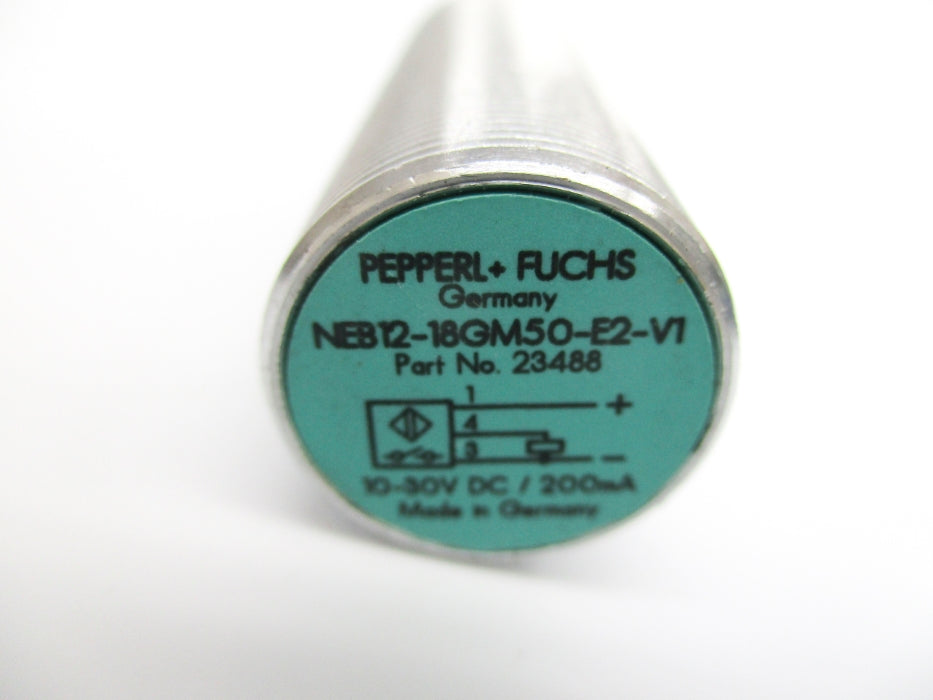 PEPPERL+ FUCHS
Germany
NEB12-18GM50-E2-V1
Part No. 23488
1
+
4
3
−
10-30V DC / 200mA
Made in Germany